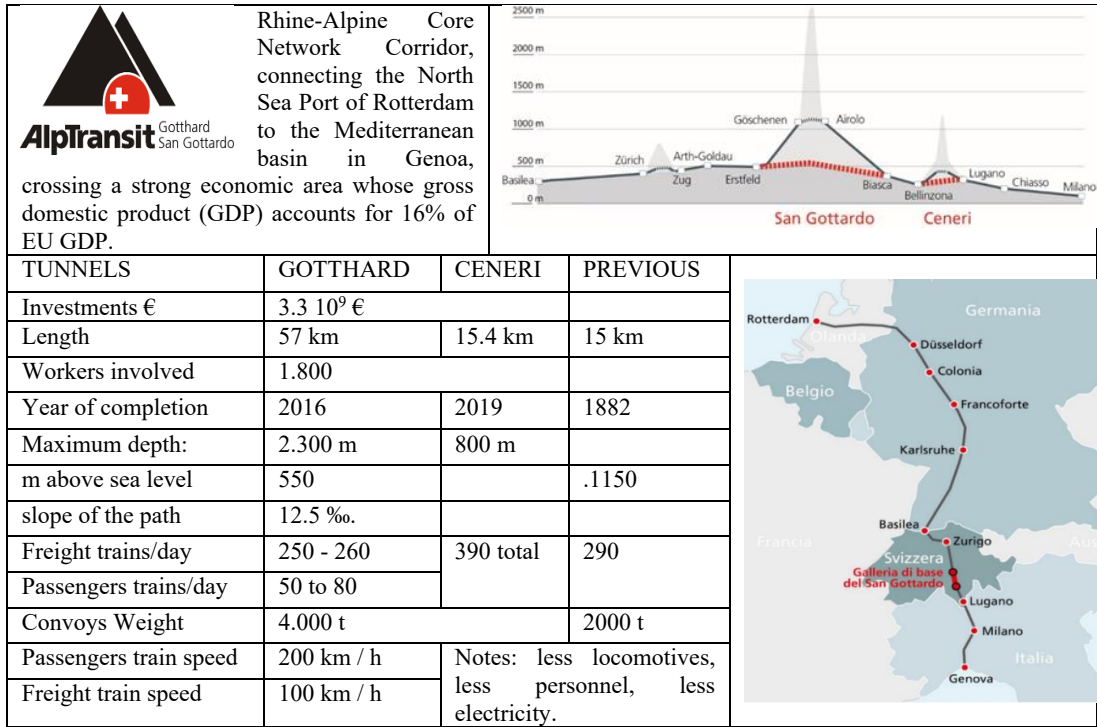 AlpTransit Gotthard
San Gottardo
Rhine-Alpine Core
Network Corridor,
connecting the North
Sea Port of Rotterdam
to the Mediterranean
basin in Genoa,
crossing a strong economic area whose gross
domestic product (GDP) accounts for 16% of
EU GDP.
2500 m
2000 m
1500 m
1000 m
500 m
0 m
Basilea
Zürich
Zug
Arth-Goldau
Erstfeld
Göschenen
Airolo
Biasca
Bellinzona
Lugano
Chiasso
Milano
San Gottardo
Ceneri
TUNNELS GOTTHARD CENERI PREVIOUS
Investments € 3.3 10⁹ €
Length 57 km 15.4 km 15 km
Workers involved 1.800
Year of completion 2016 2019 1882
Maximum depth: 2.300 m 800 m
m above sea level 550 .1150
slope of the path 12.5 ‰.
Freight trains/day 250 - 260 390 total 290
Passengers trains/day 50 to 80
Convoys Weight 4.000 t 2000 t
Passengers train speed 200 km / h
Freight train speed 100 km / h
Notes: less locomotives,
less personnel, less
electricity.
Rotterdam
Olanda
Germania
Düsseldorf
Colonia
Belgio
Francoforte
Karlsruhe
Basilea
Zurigo
Francia
Svizzera
Aus
Galleria di base
del San Gottardo
Lugano
Milano
Italia
Genova